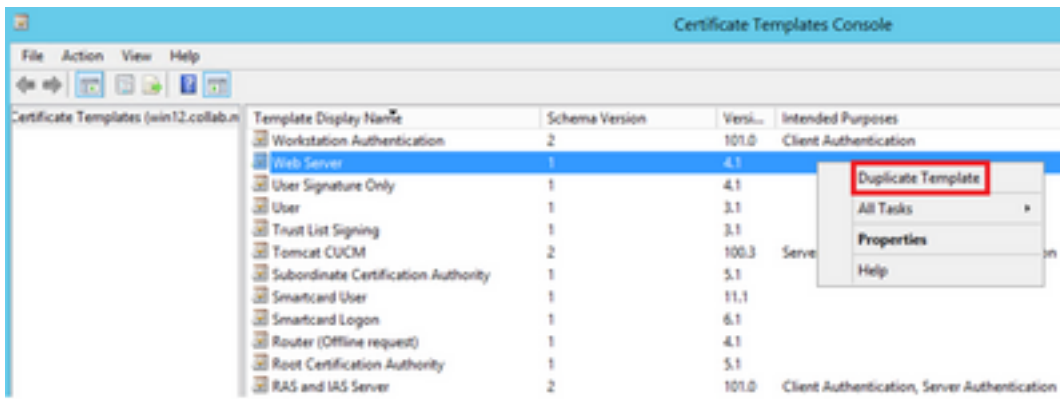 Certificate Templates Console
File Action View Help
Certificate Templates (win12.collab.n
Template Display Name Schema Version Versi... Intended Purposes
Workstation Authentication 2 101.0 Client Authentication
Web Server 1 4.1
Duplicate Template
User Signature Only 1 4.1
User 1 3.1
All Tasks
Trust List Signing 1 3.1
Properties
Tomcat CUCM 2 100.3 Serve on
Help
Subordinate Certification Authority 1 5.1
Smartcard User 1 11.1
Smartcard Logon 1 6.1
Router (Offline request) 1 4.1
Root Certification Authority 1 5.1
RAS and IAS Server 2 101.0 Client Authentication, Server Authentication